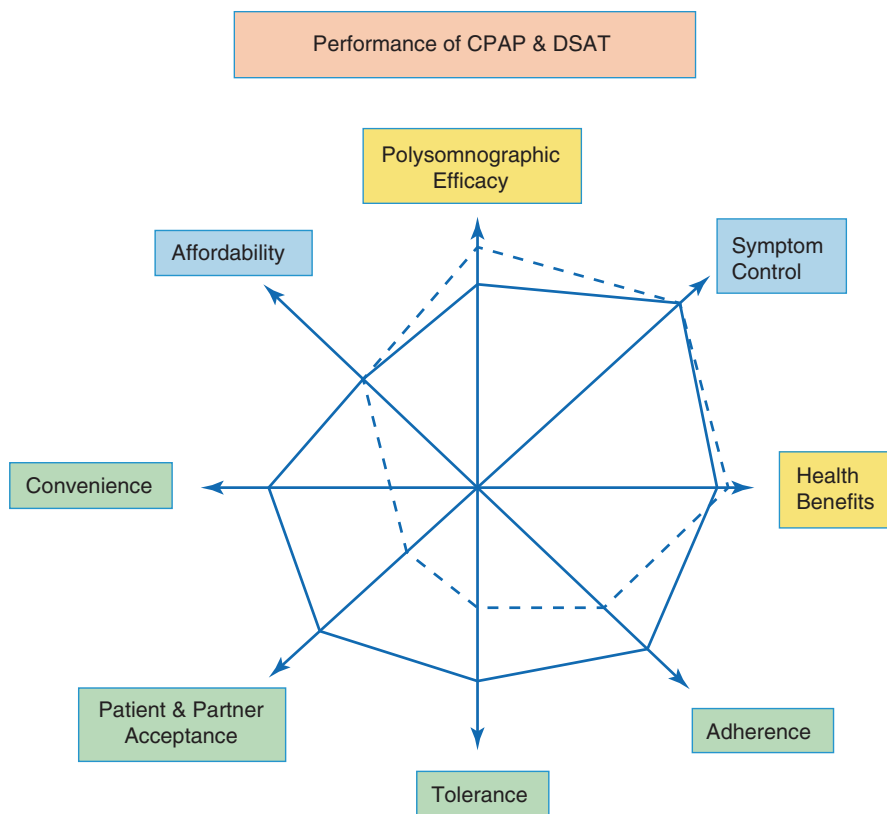 Performance of CPAP & DSAT
Polysomnographic
Efficacy
Affordability
Symptom
Control
Convenience
Health
Benefits
Patient & Partner
Acceptance
Adherence
Tolerance